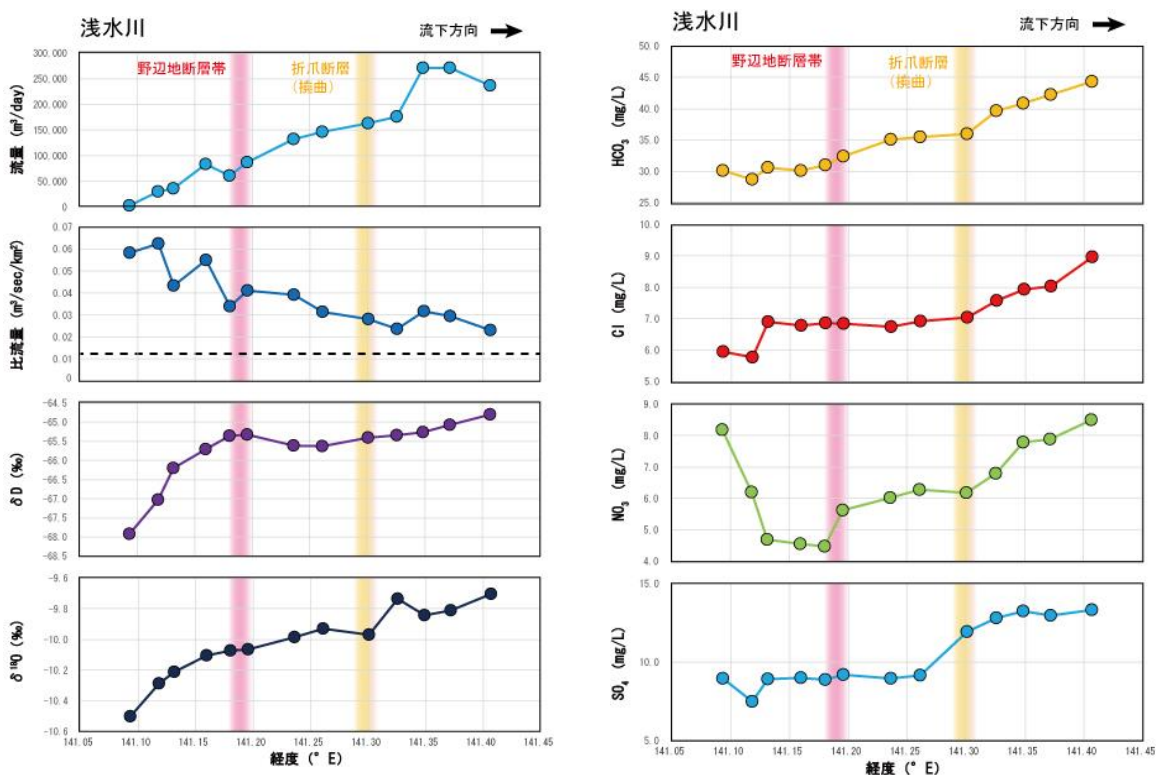 浅水川
流下方向
野辺地断層帯
折爪断層
(撓曲)
流量 (m³/day)
300.000
250.000
200.000
150.000
100.000
50.000
0
比流量 (m³/sec/km²)
0.07
0.06
0.05
0.04
0.03
0.02
0.01
0
δD (‰)
-64.5
-65.0
-65.5
-66.0
-66.5
-67.0
-67.5
-68.0
-68.5
δ¹⁸O (‰)
-9.6
-9.8
-10.0
-10.2
-10.4
-10.6
141.05 141.10 141.15 141.20 141.25 141.30 141.35 141.40 141.45
経度 (° E)
浅水川
流下方向
野辺地断層帯
折爪断層
(撓曲)
HCO₃ (mg/L)
50.0
45.0
40.0
35.0
30.0
25.0
Cl (mg/L)
10.0
9.0
8.0
7.0
6.0
5.0
NO₃ (mg/L)
9.0
8.0
7.0
6.0
5.0
4.0
SO₄ (mg/L)
15.0
10.0
5.0
141.05 141.10 141.15 141.20 141.25 141.30 141.35 141.40 141.45
経度 (° E)